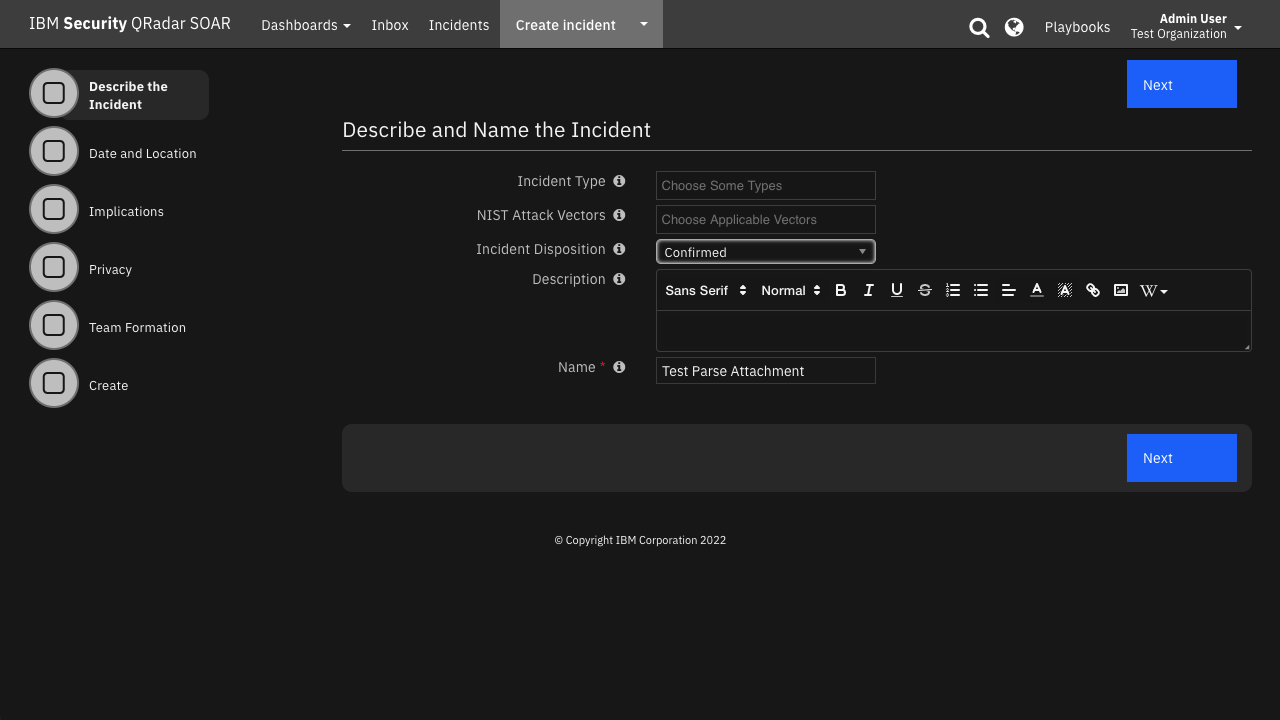 IBM Security QRadar SOAR Dashboards Inbox Incidents Create incident Playbooks Admin User
Test Organization
Describe the
Incident
Date and Location
Implications
Privacy
Team Formation
Create
Next
Describe and Name the Incident
Incident Type Choose Some Types
NIST Attack Vectors Choose Applicable Vectors
Incident Disposition Confirmed
Description Sans Serif Normal B I U S A A W
Name * Test Parse Attachment
Next
© Copyright IBM Corporation 2022